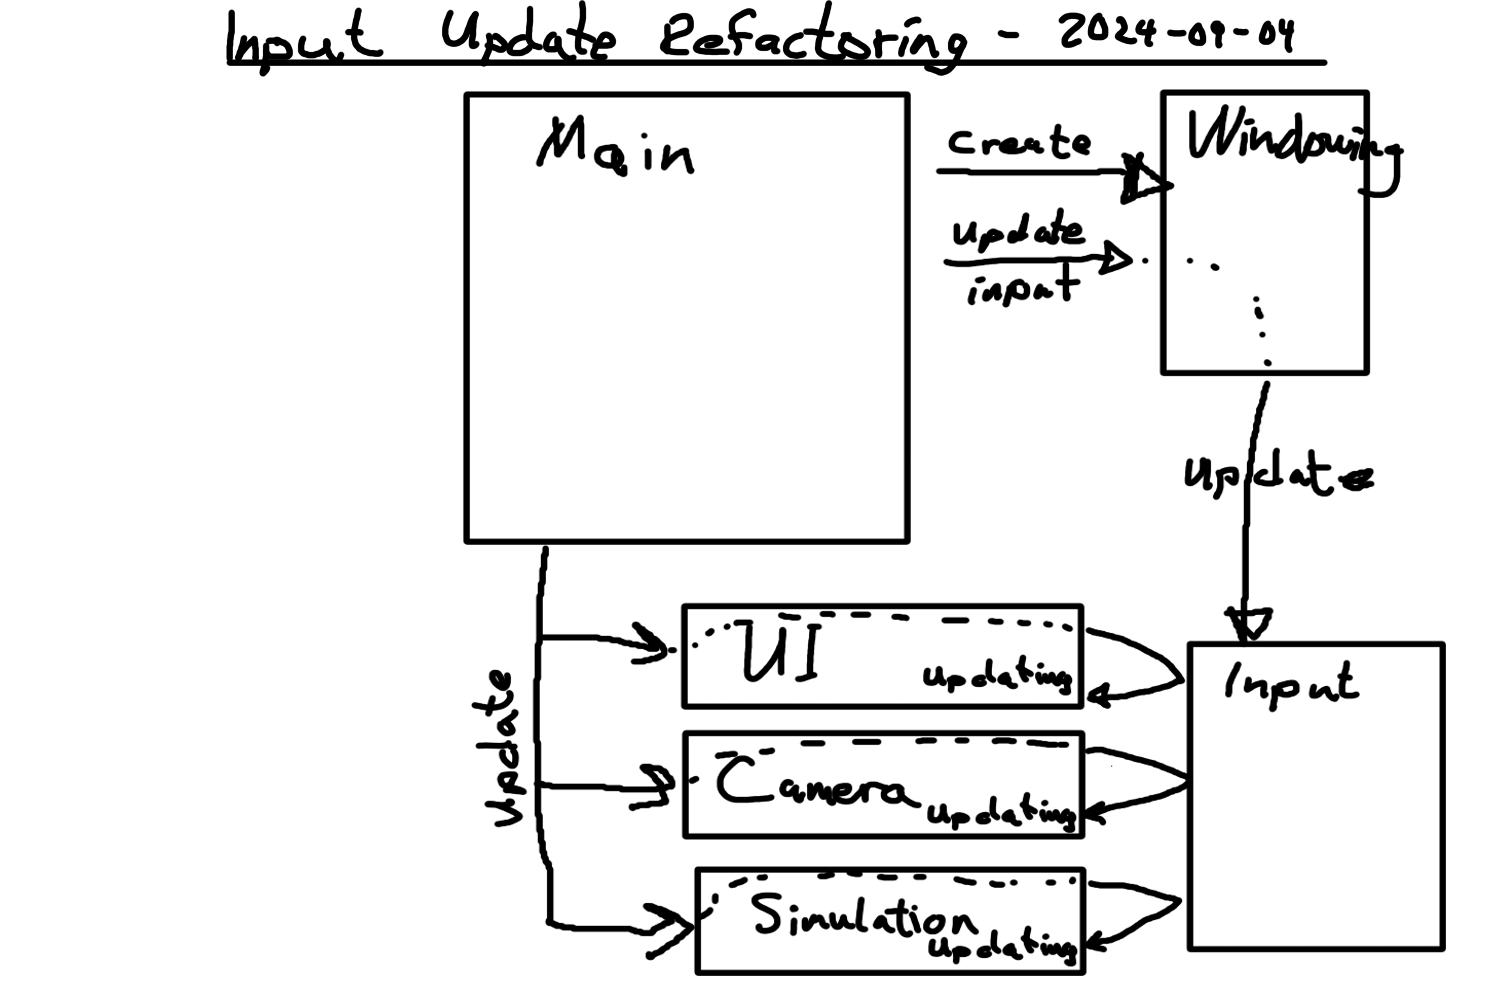 Input Update Refactoring - 2024-09-04
Main
create
Windowing
update
input
update
update
UI
updating
Input
Camera
updating
Simulation
updating